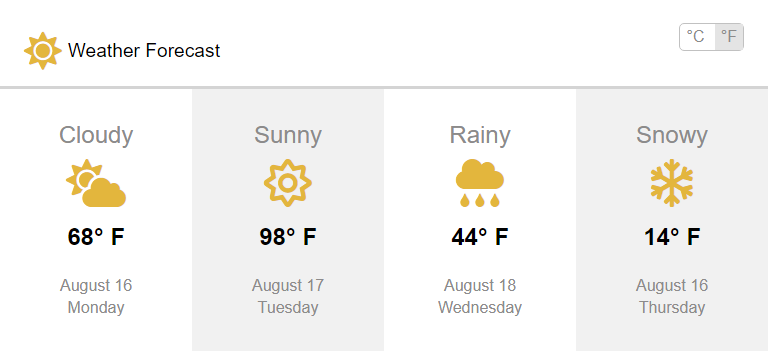 Weather Forecast
°C °F
Cloudy
68° F
August 16
Monday
Sunny
98° F
August 17
Tuesday
Rainy
44° F
August 18
Wednesday
Snowy
14° F
August 16
Thursday